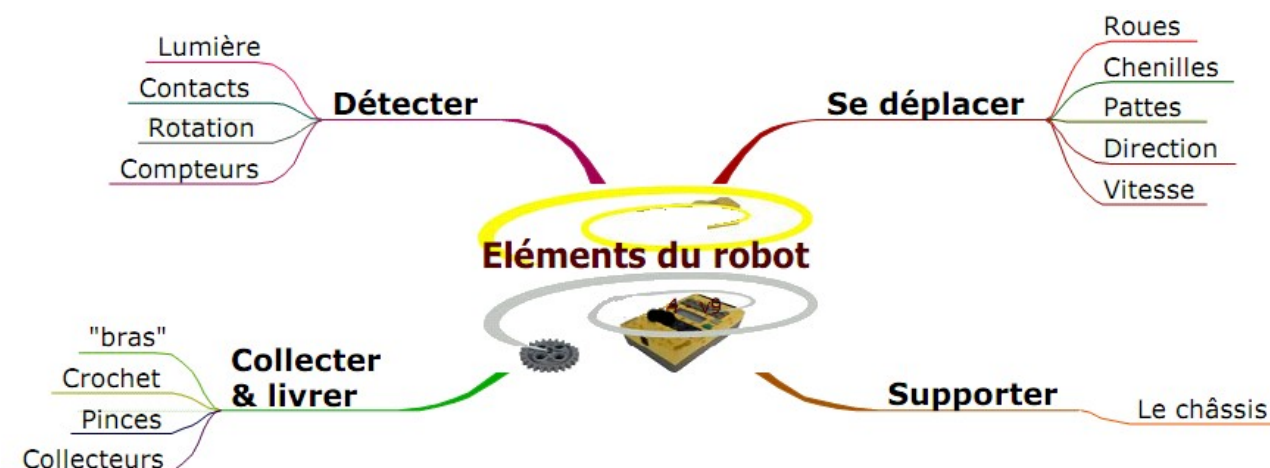 Lumière
Contacts
Rotation
Compteurs
Détecter
Se déplacer
Roues
Chenilles
Pattes
Direction
Vitesse
Eléments du robot
"bras"
Crochet
Pinces
Collecteurs
Collecter
& livrer
Supporter
Le châssis